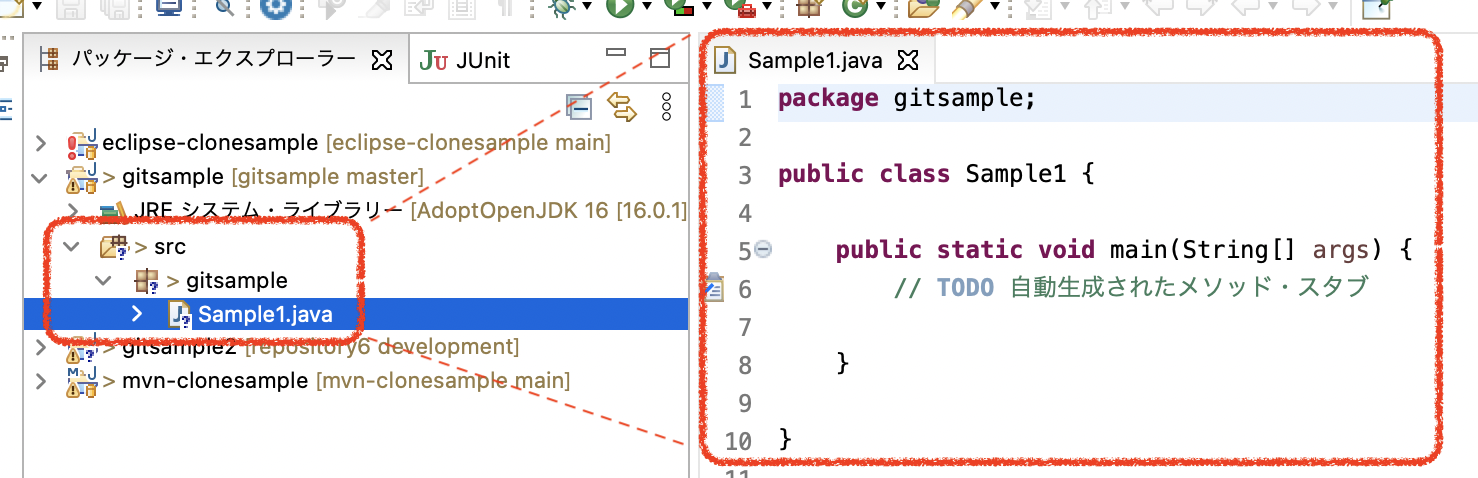 パッケージ・エクスプローラー
JUnit
eclipse-clonesample [eclipse-clonesample main]
> gitsample [gitsample master]
JRE システム・ライブラリー [AdoptOpenJDK 16 [16.0.1]
> src
> gitsample
Sample1.java
> gitsample2 [repository6 development]
> mvn-clonesample [mvn-clonesample main]
Sample1.java
1 package gitsample;
2
3 public class Sample1 {
4
5 public static void main(String[] args) {
6 // TODO 自動生成されたメソッド・スタブ
7
8 }
9
10 }
11